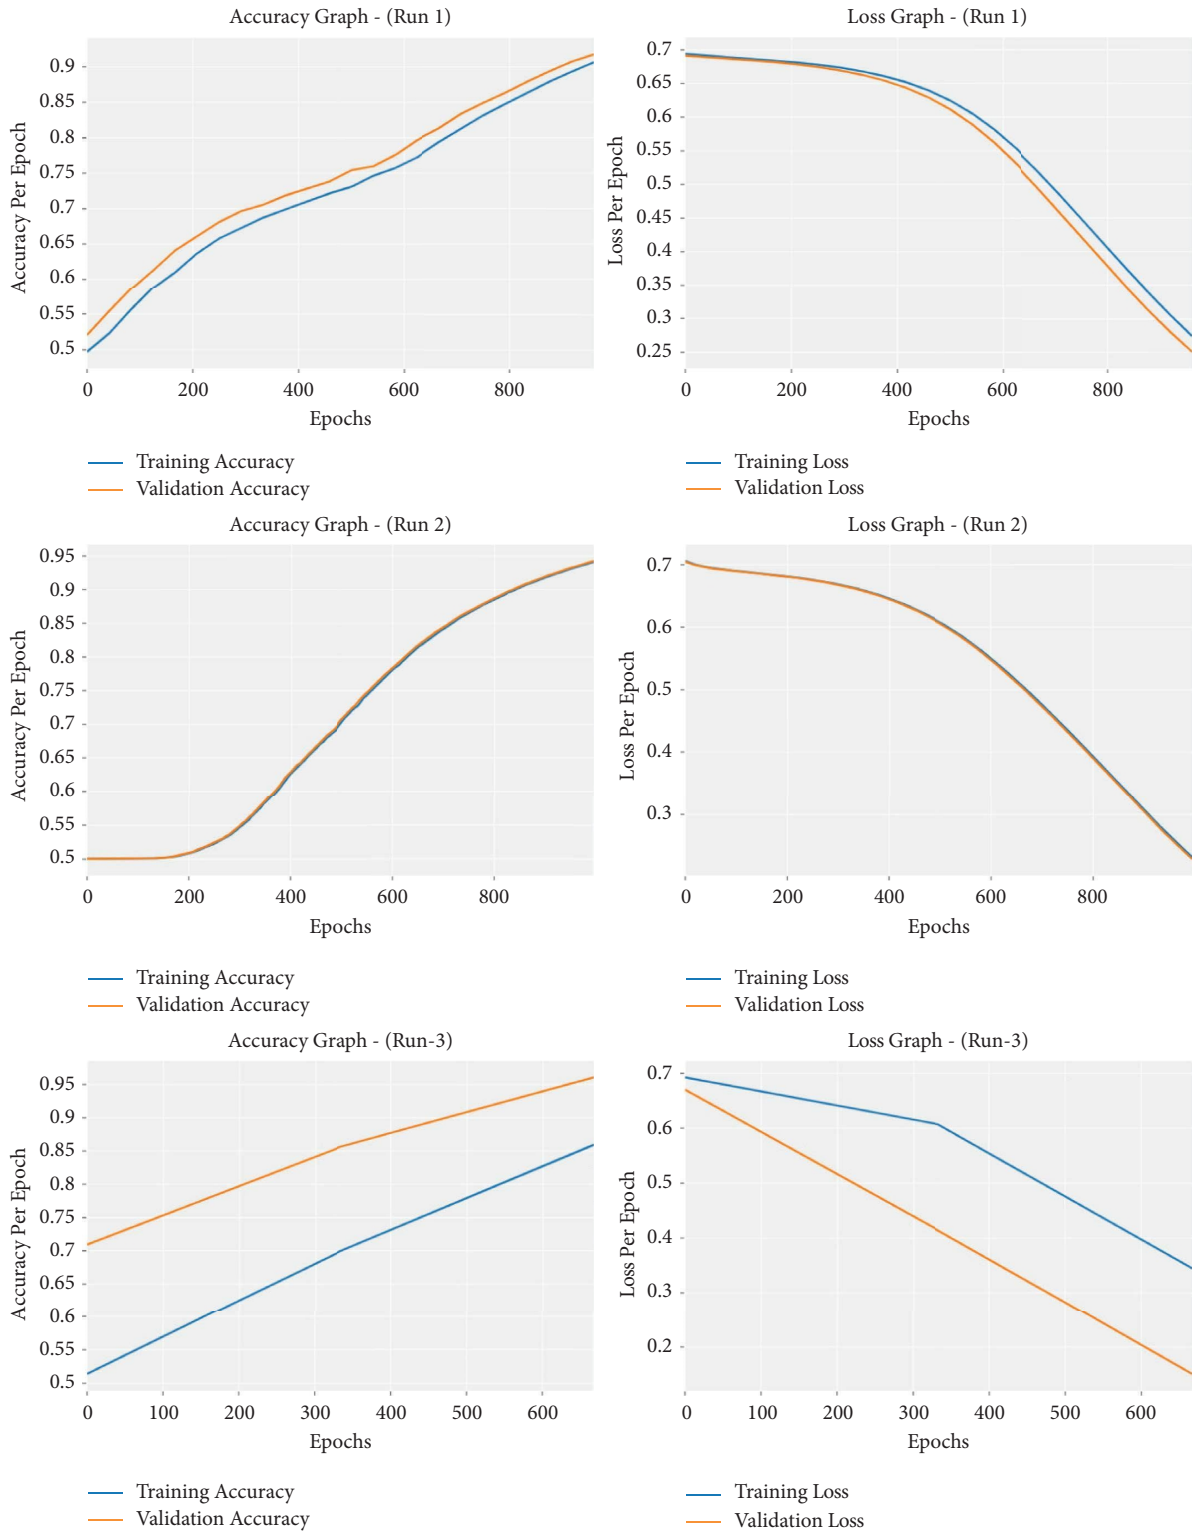 Accuracy Graph - (Run 1)
Accuracy Per Epoch
0.9
0.85
0.8
0.75
0.7
0.65
0.6
0.55
0.5
0 200 400 600 800
Epochs
Training Accuracy
Validation Accuracy
Loss Graph - (Run 1)
Loss Per Epoch
0.7
0.65
0.6
0.55
0.5
0.45
0.4
0.35
0.3
0.25
0 200 400 600 800
Epochs
Training Loss
Validation Loss
Accuracy Graph - (Run 2)
Accuracy Per Epoch
0.95
0.9
0.85
0.8
0.75
0.7
0.65
0.6
0.55
0.5
0 200 400 600 800
Epochs
Training Accuracy
Validation Accuracy
Loss Graph - (Run 2)
Loss Per Epoch
0.7
0.6
0.5
0.4
0.3
0 200 400 600 800
Epochs
Training Loss
Validation Loss
Accuracy Graph - (Run-3)
Accuracy Per Epoch
0.95
0.9
0.85
0.8
0.75
0.7
0.65
0.6
0.55
0.5
0 100 200 300 400 500 600
Epochs
Training Accuracy
Validation Accuracy
Loss Graph - (Run-3)
Loss Per Epoch
0.7
0.6
0.5
0.4
0.3
0.2
0 100 200 300 400 500 600
Epochs
Training Loss
Validation Loss